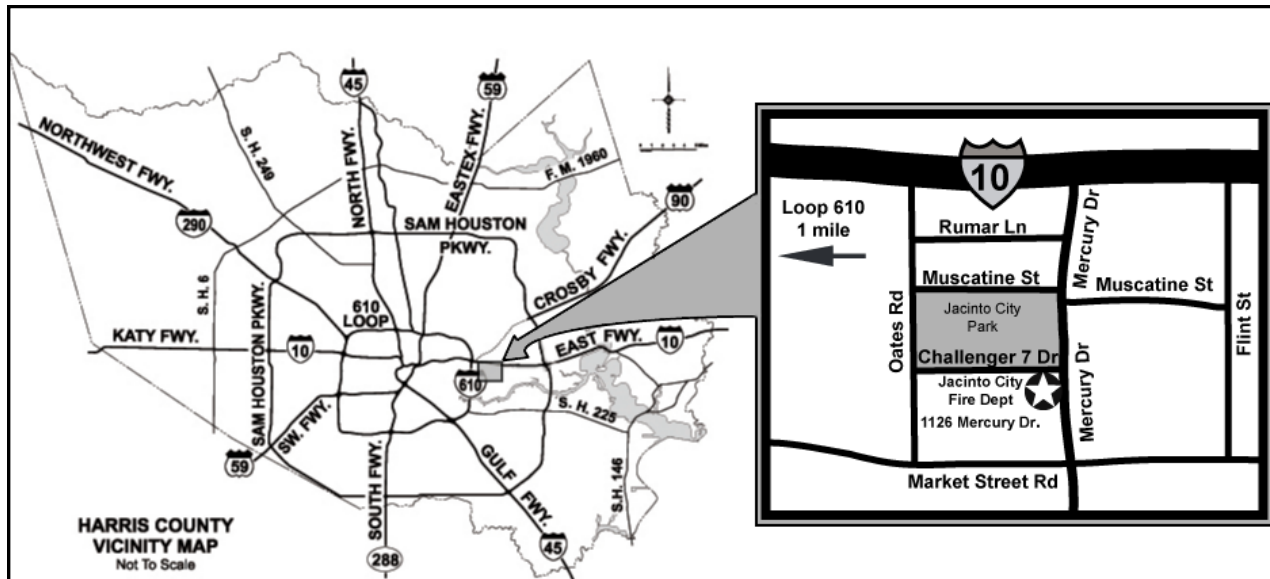 45
59
NORTHWEST FWY.
S. H. 249
NORTH FWY.
EASTEX FWY.
F. M. 1960
90
290
SAM HOUSTON
PKWY.
CROSBY FWY.
S. H. 6
SAM HOUSTON PKWY.
610
LOOP
KATY FWY.
10
EAST FWY.
10
610
S. H. 225
SW. FWY.
59
GULF FWY.
S.H. 146
SOUTH FWY.
288
45
HARRIS COUNTY
VICINITY MAP
Not To Scale
10
Loop 610
1 mile
Rumar Ln
Mercury Dr
Muscatine St
Muscatine St
Oates Rd
Jacinto City
Park
Flint St
Challenger 7 Dr
Jacinto City
Fire Dept
1126 Mercury Dr.
Mercury Dr
Market Street Rd